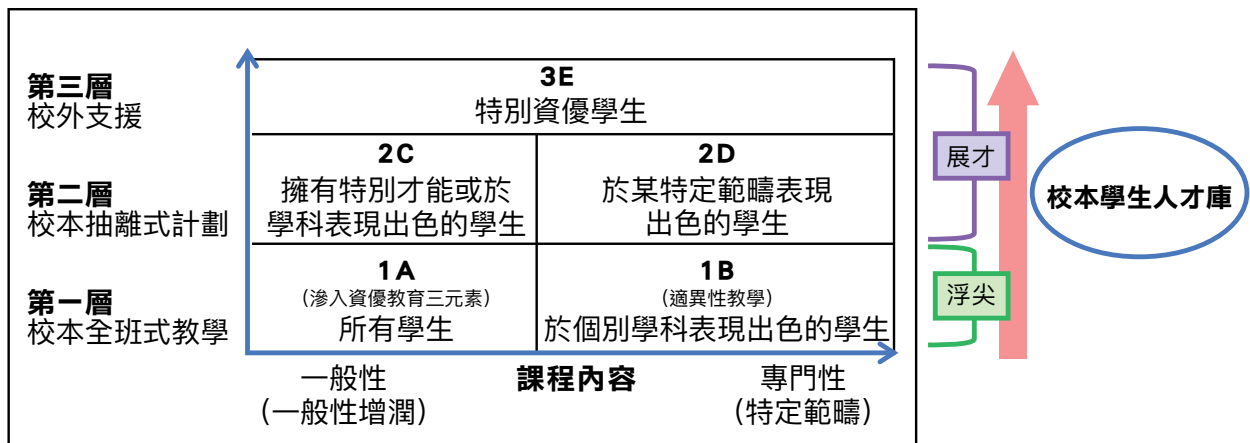 第三層
校外支援
3E
特別資優學生
第二層
校本抽離式計劃
2C
擁有特別才能或於
學科表現出色的學生
2D
於某特定範疇表現
出色的學生
第一層
校本全班式教學
1A
(滲入資優教育三元素)
所有學生
1B
(適異性教學)
於個別學科表現出色的學生
一般性
(一般性增潤)
課程內容
專門性
(特定範疇)
展才
浮尖
校本學生人才庫